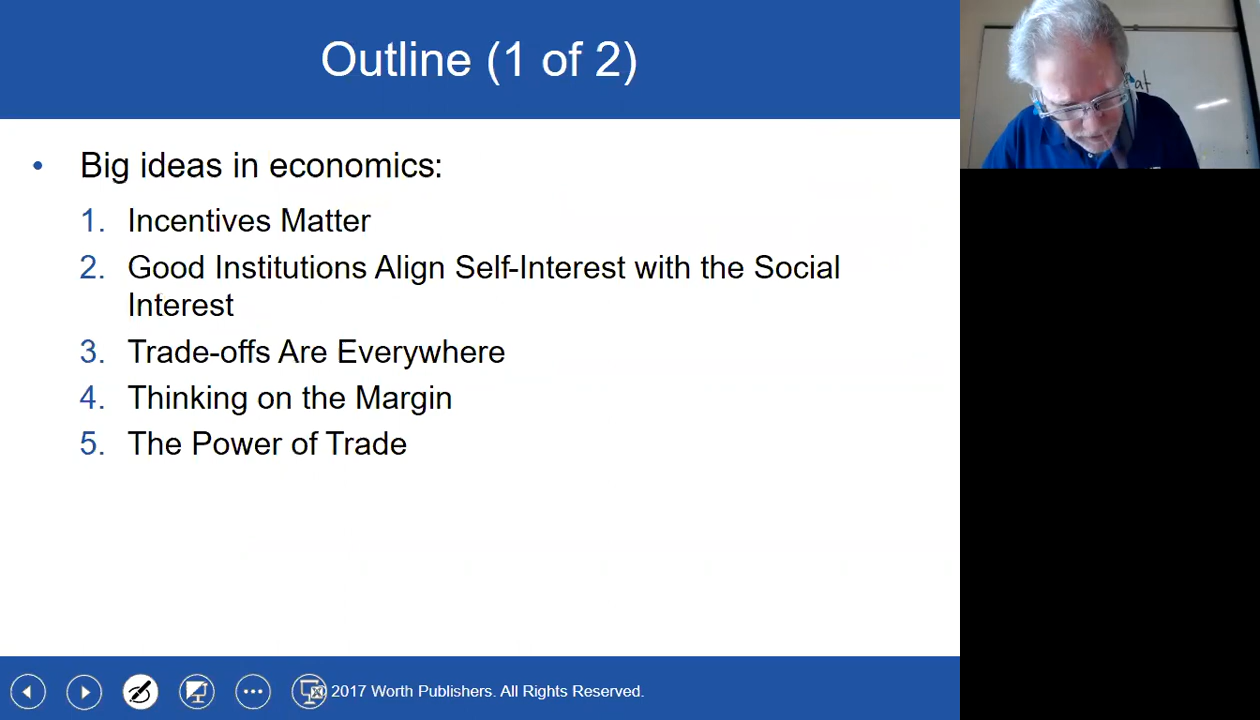 Outline (1 of 2)
• Big ideas in economics:
1. Incentives Matter
2. Good Institutions Align Self-Interest with the Social
Interest
3. Trade-offs Are Everywhere
4. Thinking on the Margin
5. The Power of Trade
2017 Worth Publishers. All Rights Reserved.
at